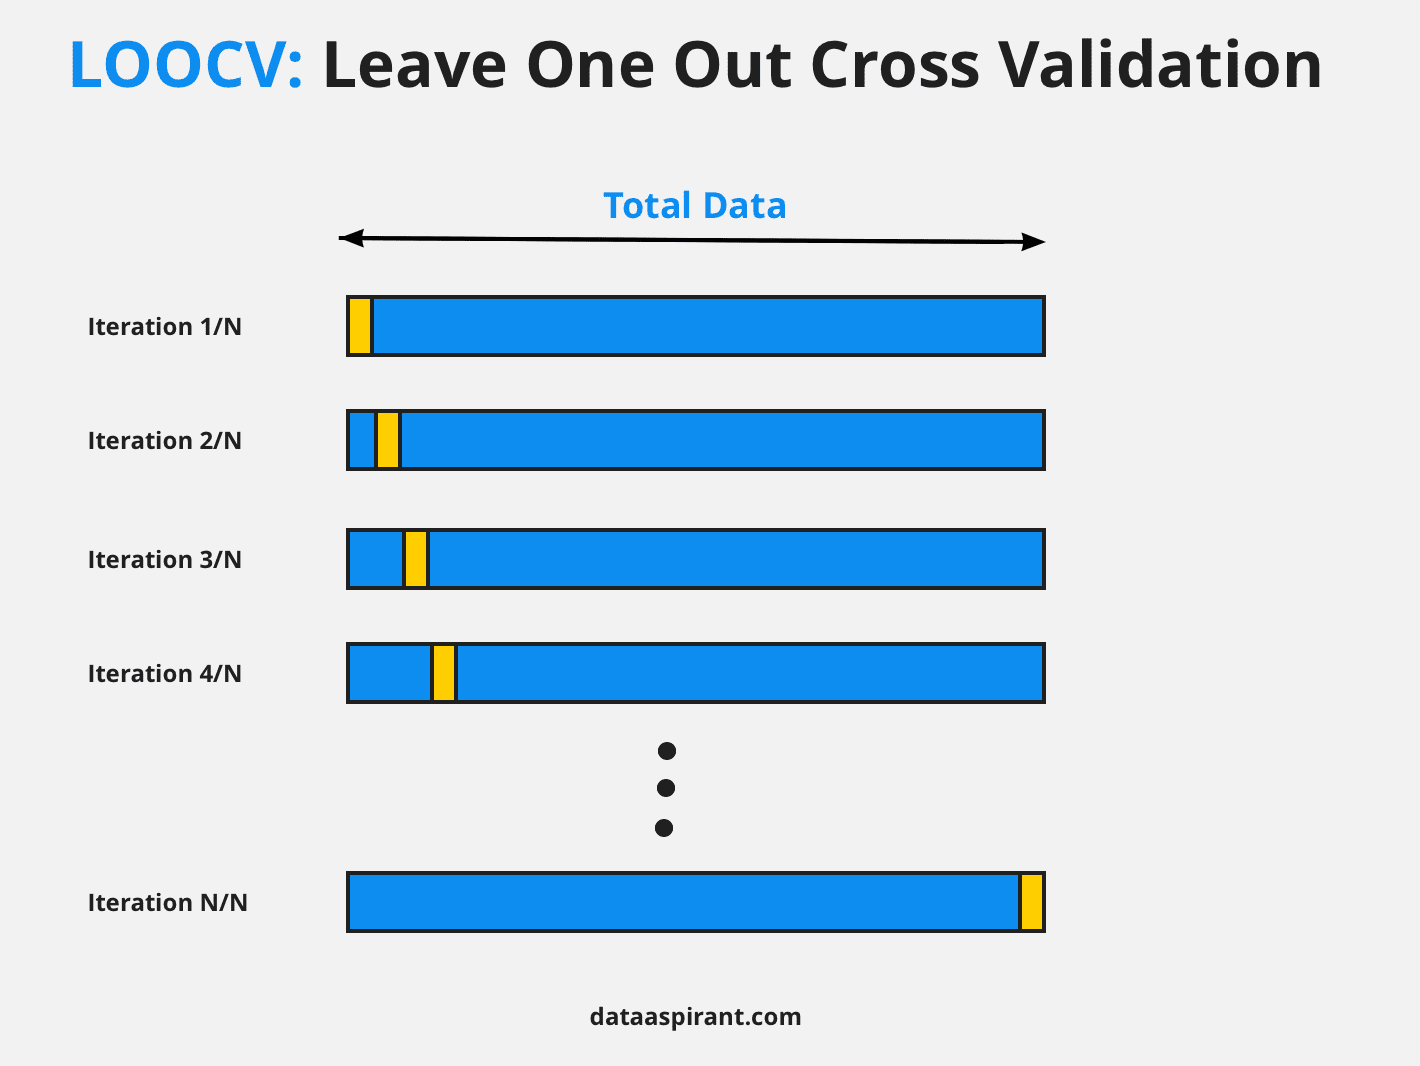 LOOCV: Leave One Out Cross Validation
Total Data
Iteration 1/N
Iteration 2/N
Iteration 3/N
Iteration 4/N
Iteration N/N
dataaspirant.com